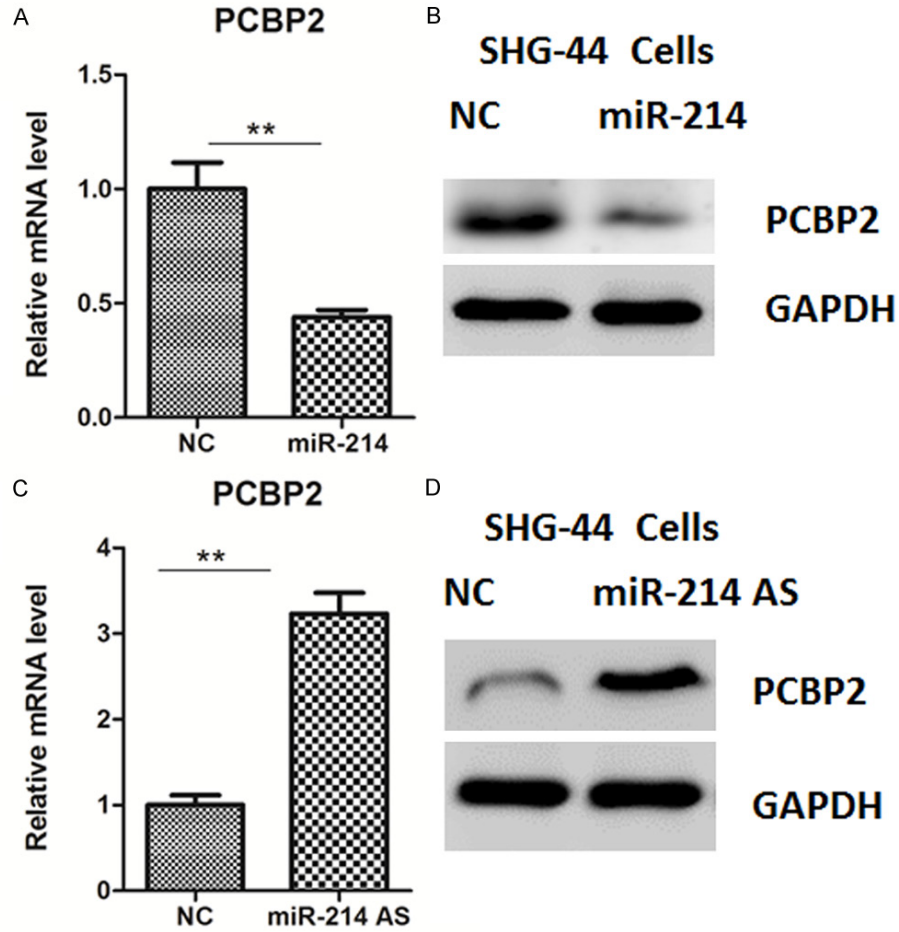 A
PCBP2
Relative mRNA level
1.5
1.0
0.5
0.0
**
NC miR-214
B
SHG-44 Cells
NC miR-214
PCBP2
GAPDH
C
PCBP2
Relative mRNA level
4
3
2
1
0
**
NC miR-214 AS
D
SHG-44 Cells
NC miR-214 AS
PCBP2
GAPDH